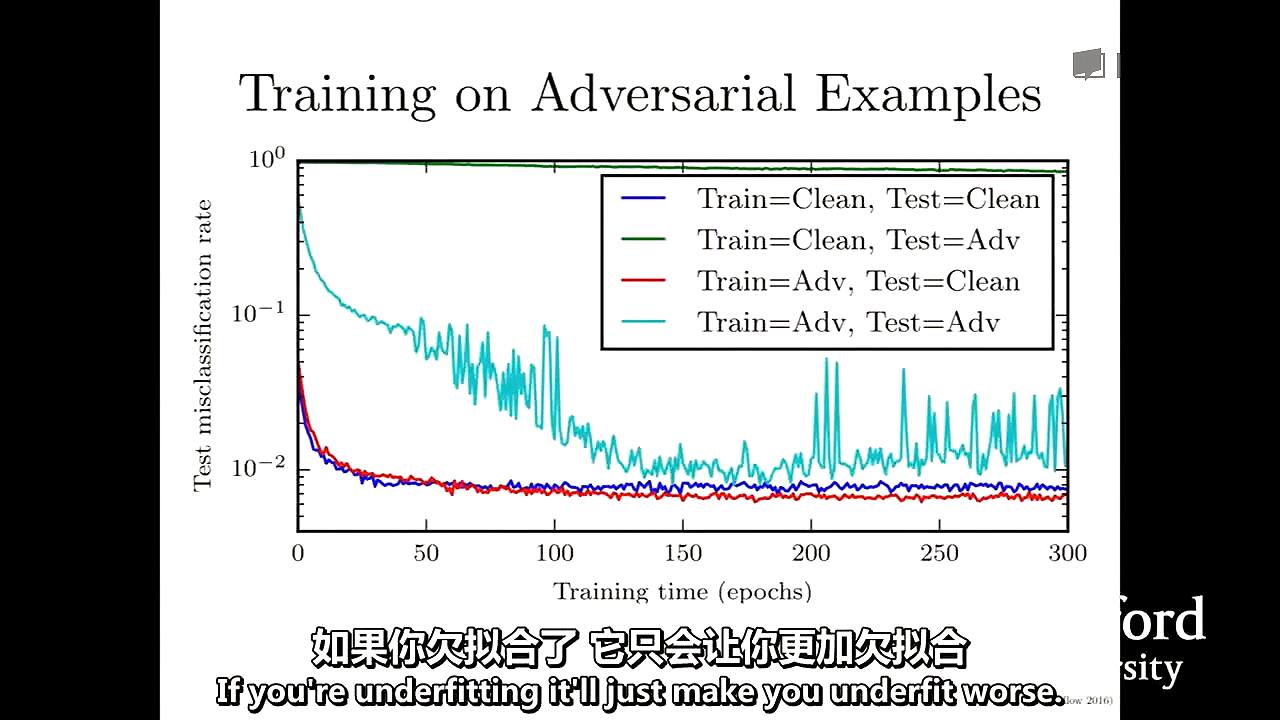 Training on Adversarial Examples
10⁰
10⁻¹
10⁻²
Test misclassification rate
Train=Clean, Test=Clean
Train=Clean, Test=Adv
Train=Adv, Test=Clean
Train=Adv, Test=Adv
0 50 100 150 200 250 300
Training time (epochs)
ford
rsity
如果你欠拟合了 它只会让你更加欠拟合
If you're underfitting it'll just make you underfit worse.
low 2016)